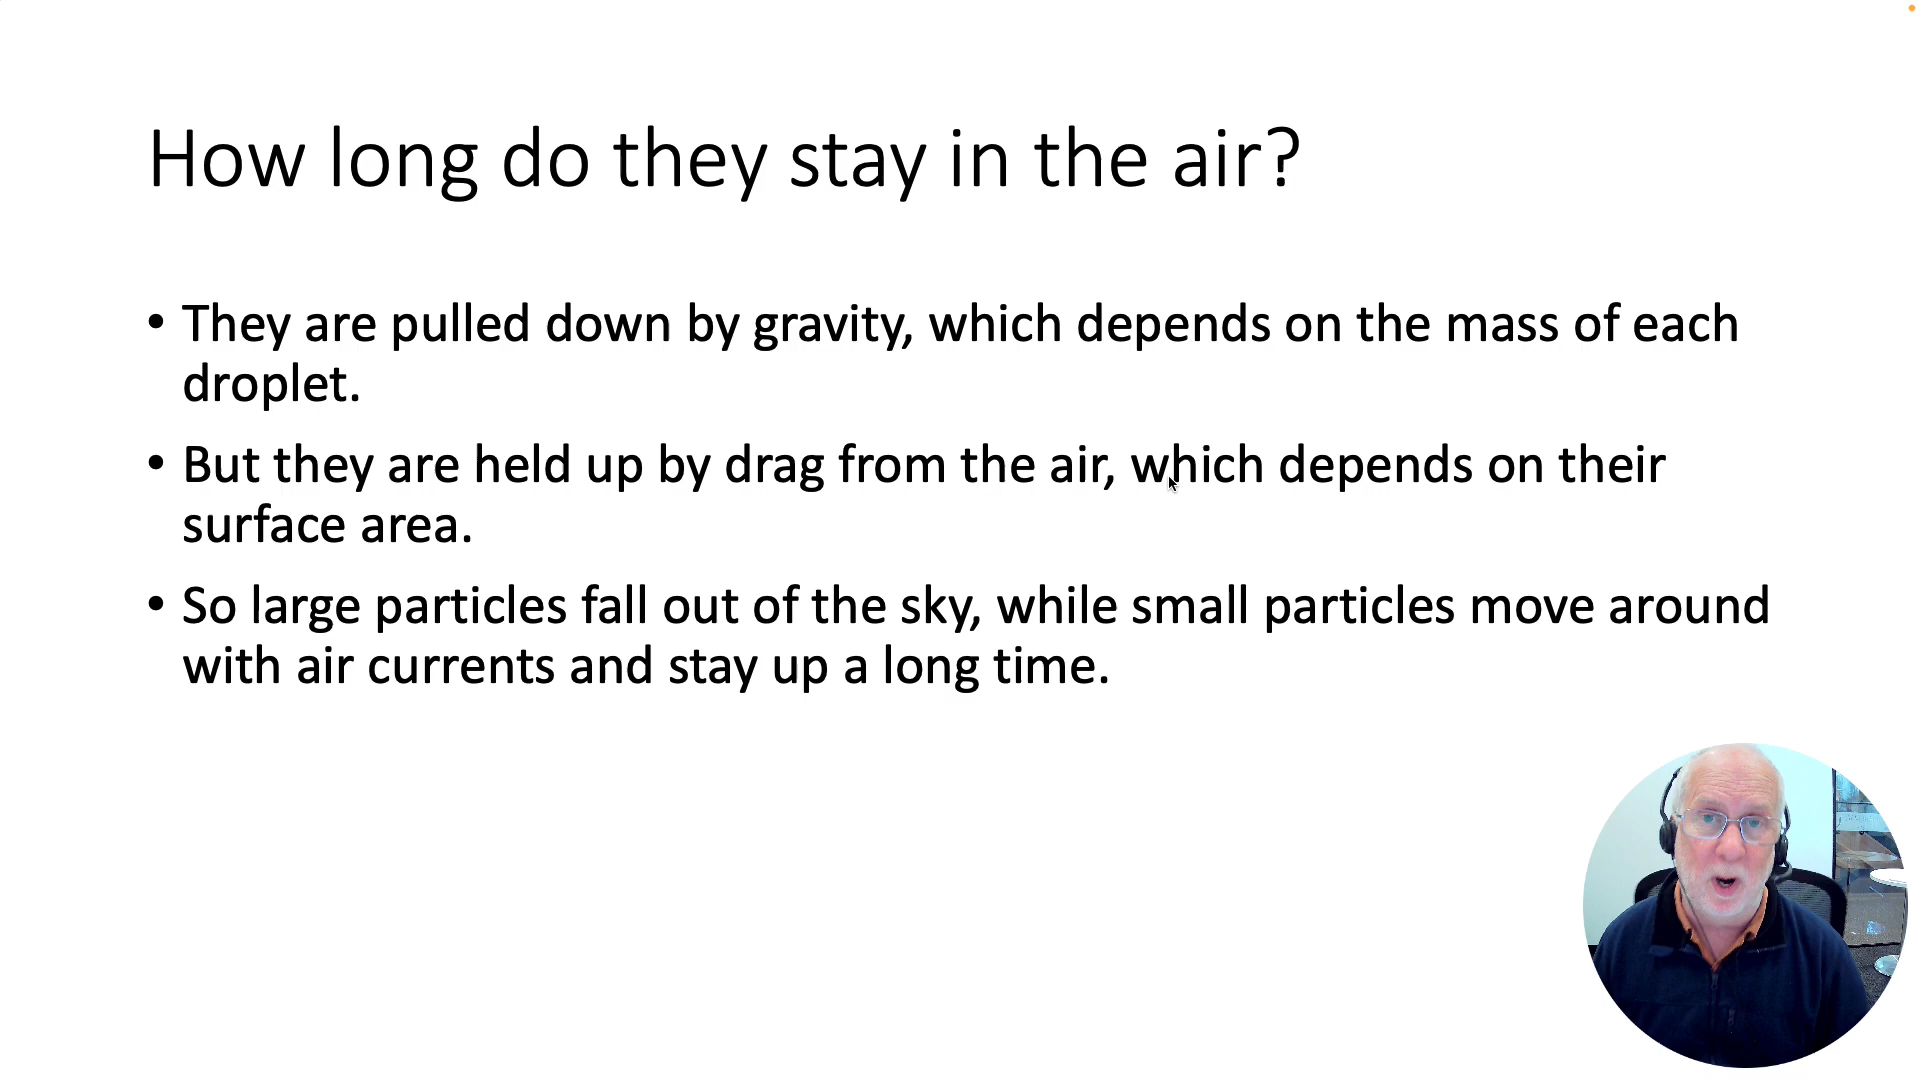 How long do they stay in the air?
• They are pulled down by gravity, which depends on the mass of each
droplet.
• But they are held up by drag from the air, which depends on their
surface area.
• So large particles fall out of the sky, while small particles move around
with air currents and stay up a long time.